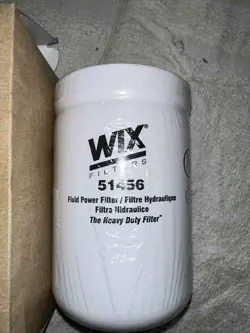 WIX
FILTERS
51456
Fluid Power Filter / Filtre Hydraulique
Filtro Hidraulico
The Heavy Duty Filter